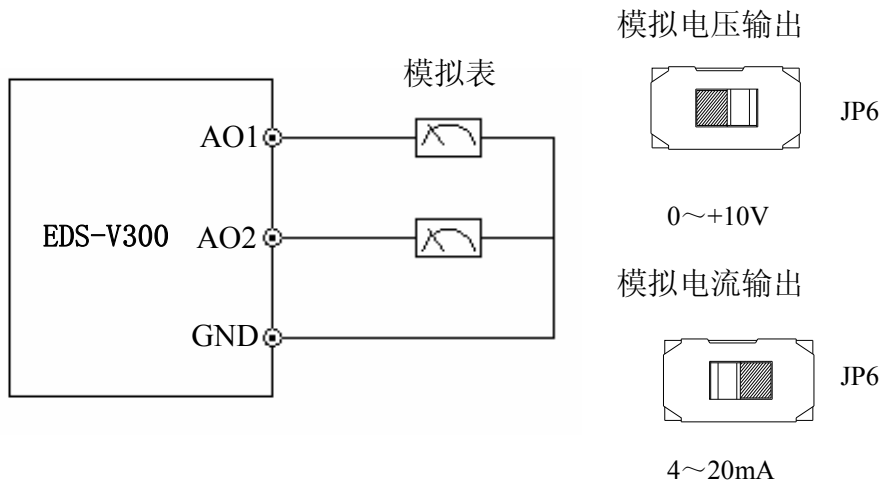 模拟电压输出
模拟表
JP6
AO1
0～+10V
EDS-V300
AO2
模拟电流输出
GND
JP6
4～20mA